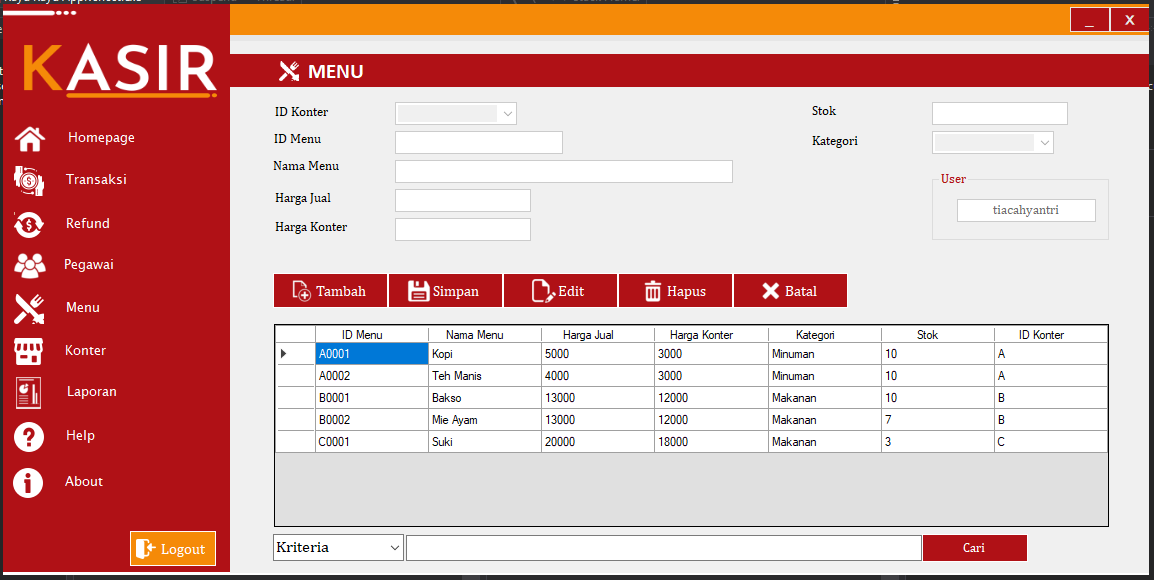 _ X
KASIR
MENU
Homepage
Transaksi
Refund
Pegawai
Menu
Konter
Laporan
Help
About
Logout
ID Konter
ID Menu
Nama Menu
Harga Jual
Harga Konter
Stok
Kategori
User
tiacahyantri
Tambah Simpan Edit Hapus Batal
ID Menu Nama Menu Harga Jual Harga Konter Kategori Stok ID Konter
A0001 Kopi 5000 3000 Minuman 10 A
A0002 Teh Manis 4000 3000 Minuman 10 A
B0001 Bakso 13000 12000 Makanan 10 B
B0002 Mie Ayam 13000 12000 Makanan 7 B
C0001 Suki 20000 18000 Makanan 3 C
Kriteria Cari